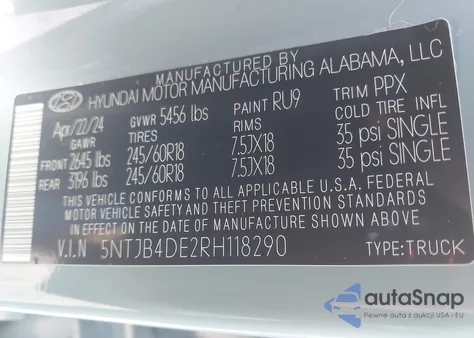 MANUFACTURED BY
HYUNDAI MOTOR MANUFACTURING ALABAMA, LLC
Apr/22/24 GVWR 5456 lbs PAINT RU9 TRIM PPX
GAWR TIRES RIMS COLD TIRE INFL
FRONT 2645 lbs 245/60R18 7.5JX18 35 psi SINGLE
REAR 3196 lbs 245/60R18 7.5JX18 35 psi SINGLE
THIS VEHICLE CONFORMS TO ALL APPLICABLE U.S.A. FEDERAL
MOTOR VEHICLE SAFETY AND THEFT PREVENTION STANDARDS
IN EFFECT ON THE DATE OF MANUFACTURE SHOWN ABOVE
V.I.N 5NTJB4DE2RH118290 TYPE:TRUCK
autoSnap
Pewne auta z aukcji USA i EU